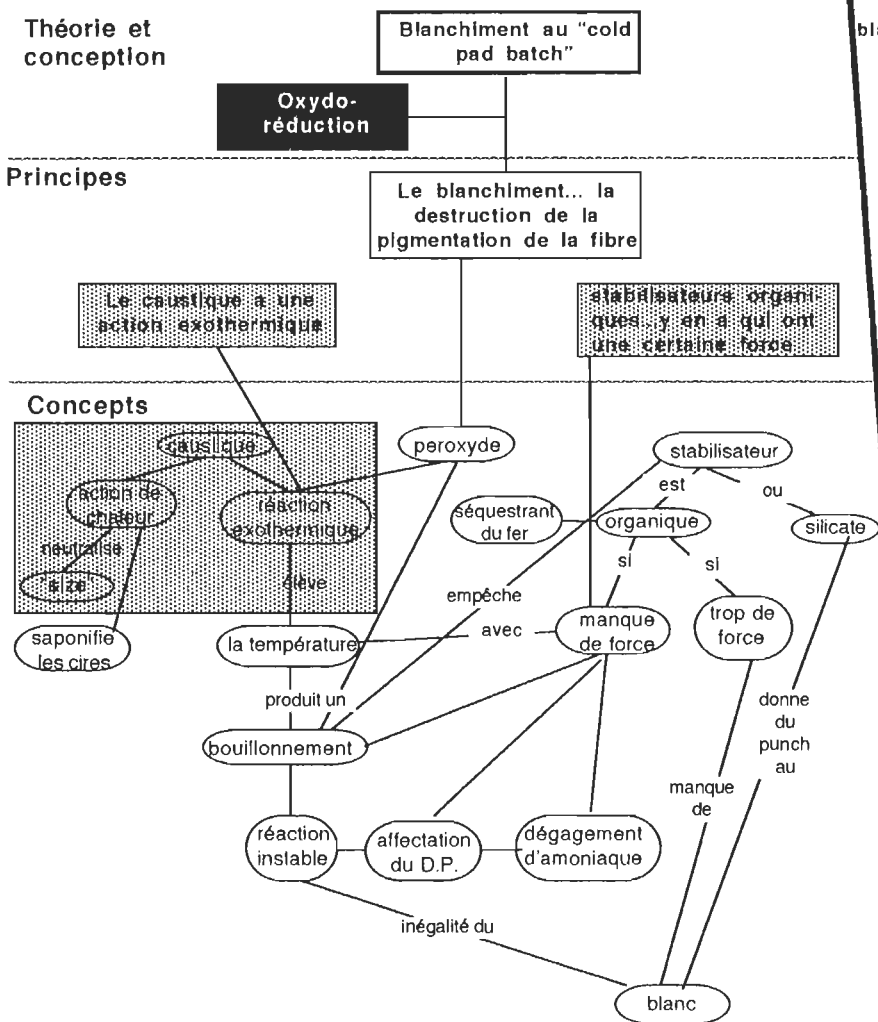 Théorie et
conception
Blanchiment au "cold
pad batch"
Oxydo-
réduction
Principes
Le blanchiment... la
destruction de la
pigmentation de la fibre
Le caustique a une
action exothermique
stabilisateurs organi-
ques..y en a qui ont
une certaine force
Concepts
caustique
peroxyde
stabilisateur
est
ou
action de
chaleur
réaction
exothermique
séquestrant
du fer
organique
silicate
neutralise
"size"
élève
empêche
si
si
saponifie
les cires
la température
avec
manque
de force
trop de
force
produit un
bouillonnement
donne
du
punch
au
manque
de
réaction
instable
affectation
du D.P.
dégagement
d'amoniaque
inégalité du
blanc